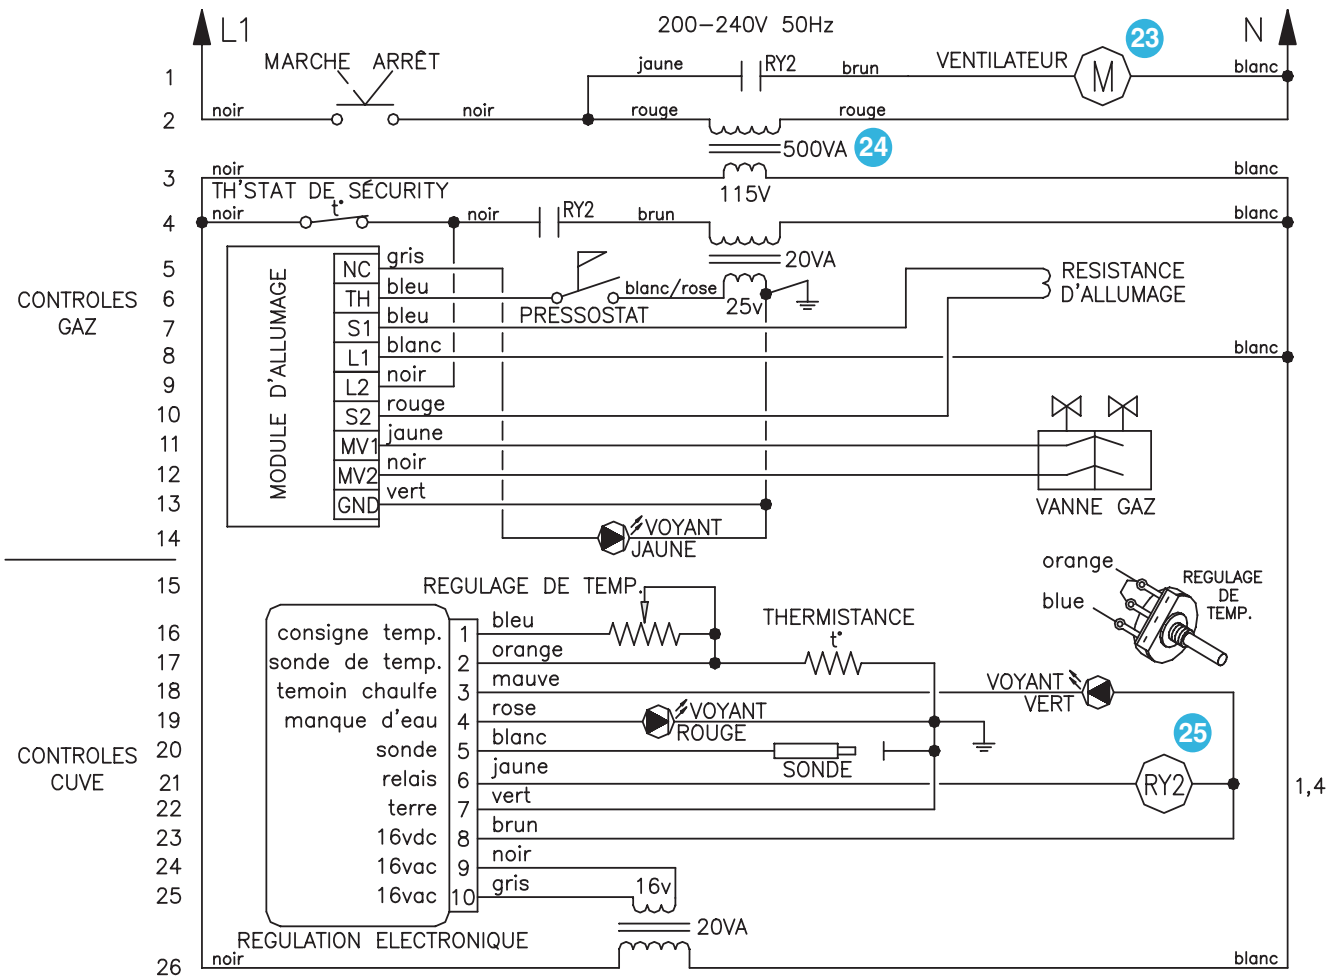 L1
200-240V 50Hz
N
23
MARCHE ARRÊT
jaune
RY2
brun
VENTILATEUR
M
blanc
1
noir
noir
rouge
rouge
2
500VA
24
noir
blanc
3
115V
TH'STAT DE SÉCURITY
t°
noir
noir
RY2
brun
blanc
4
20VA
CONTROLES
GAZ
MODULE D'ALLUMAGE
5
NC
gris
RESISTANCE
D'ALLUMAGE
6
TH
bleu
PRESSOSTAT
blanc/rose
25v
7
S1
bleu
8
L1
blanc
blanc
9
L2
noir
10
S2
rouge
11
MV1
jaune
12
MV2
noir
VANNE GAZ
13
GND
vert
14
VOYANT
JAUNE
15
REGULAGE DE TEMP.
orange
blue
REGULAGE
DE
TEMP.
THERMISTANCE
t°
16
consigne temp.
1
bleu
17
sonde de temp.
2
orange
18
temoin chaulfe
3
mauve
VOYANT
VERT
19
manque d'eau
4
rose
VOYANT
ROUGE
25
CONTROLES
CUVE
20
sonde
5
blanc
SONDE
21
relais
6
jaune
RY2
1,4
22
terre
7
vert
23
16vdc
8
brun
24
16vac
9
noir
25
16vac
10
gris
16v
20VA
REGULATION ELECTRONIQUE
26
noir
blanc